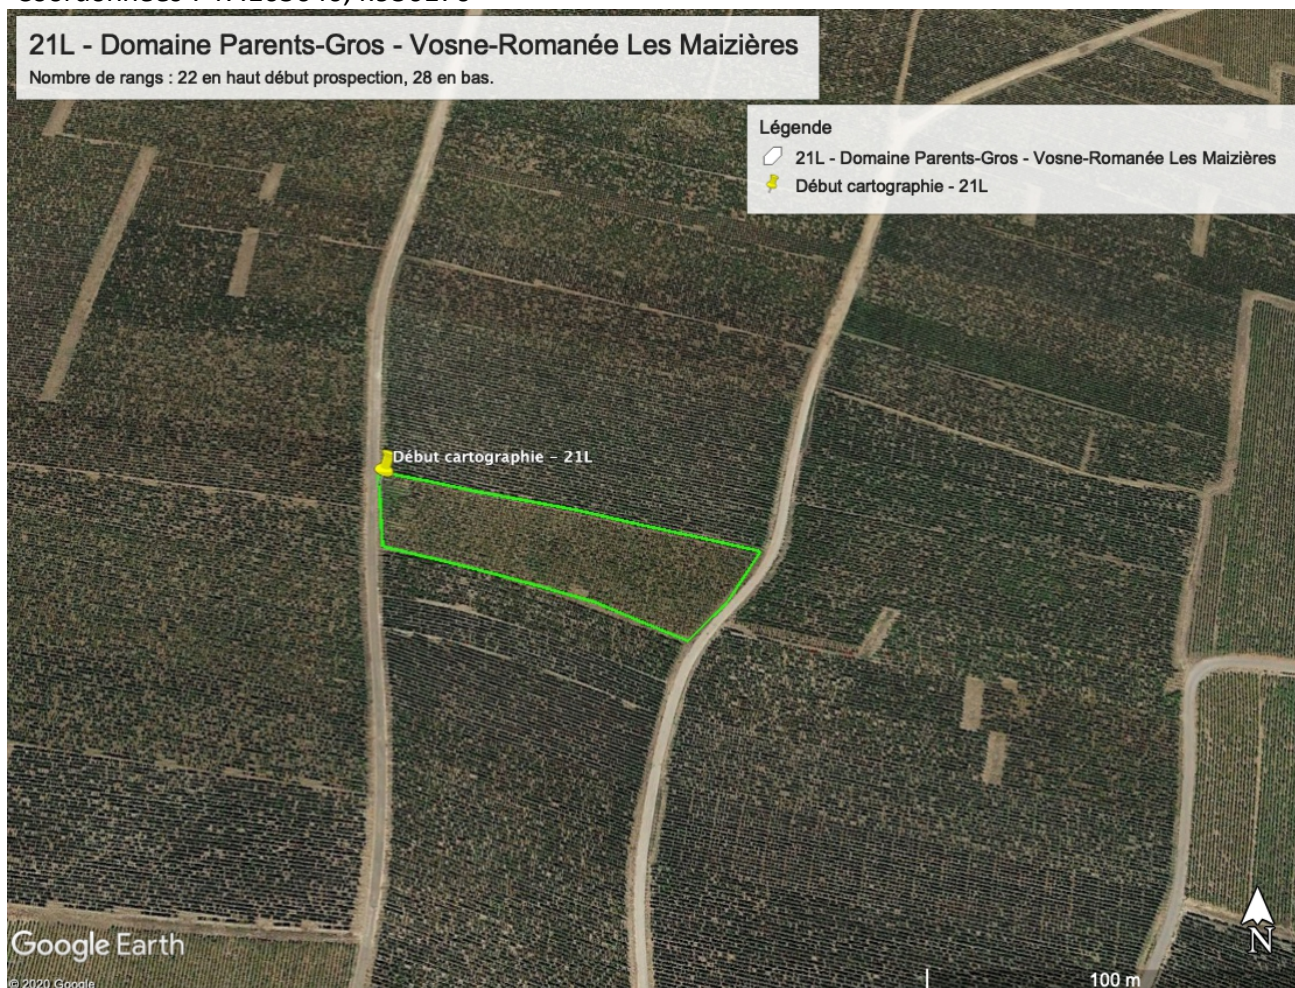 21L - Domaine Parents-Gros - Vosne-Romanée Les Maizières
Nombre de rangs : 22 en haut début prospection, 28 en bas.
Légende
21L - Domaine Parents-Gros - Vosne-Romanée Les Maizières
Début cartographie - 21L
Début cartographie - 21L
Google Earth
N
© 2020 Google
100 m